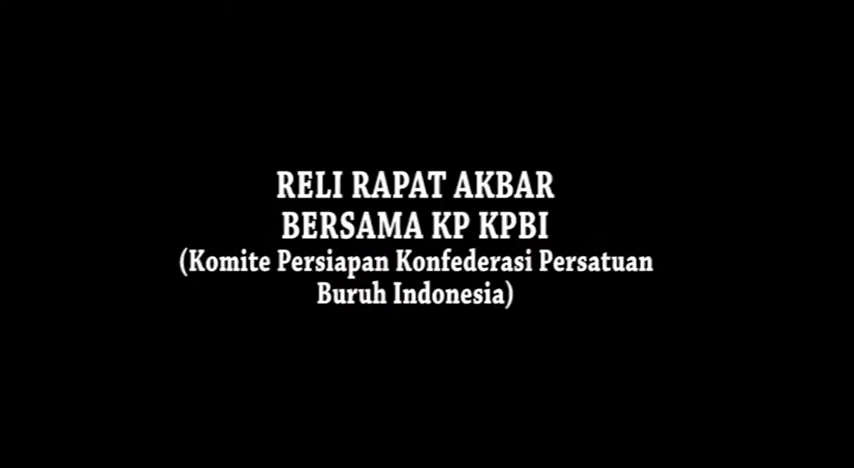 RELI RAPAT AKBAR
BERSAMA KP KPBI
(Komite Persiapan Konfederasi Persatuan
Buruh Indonesia)